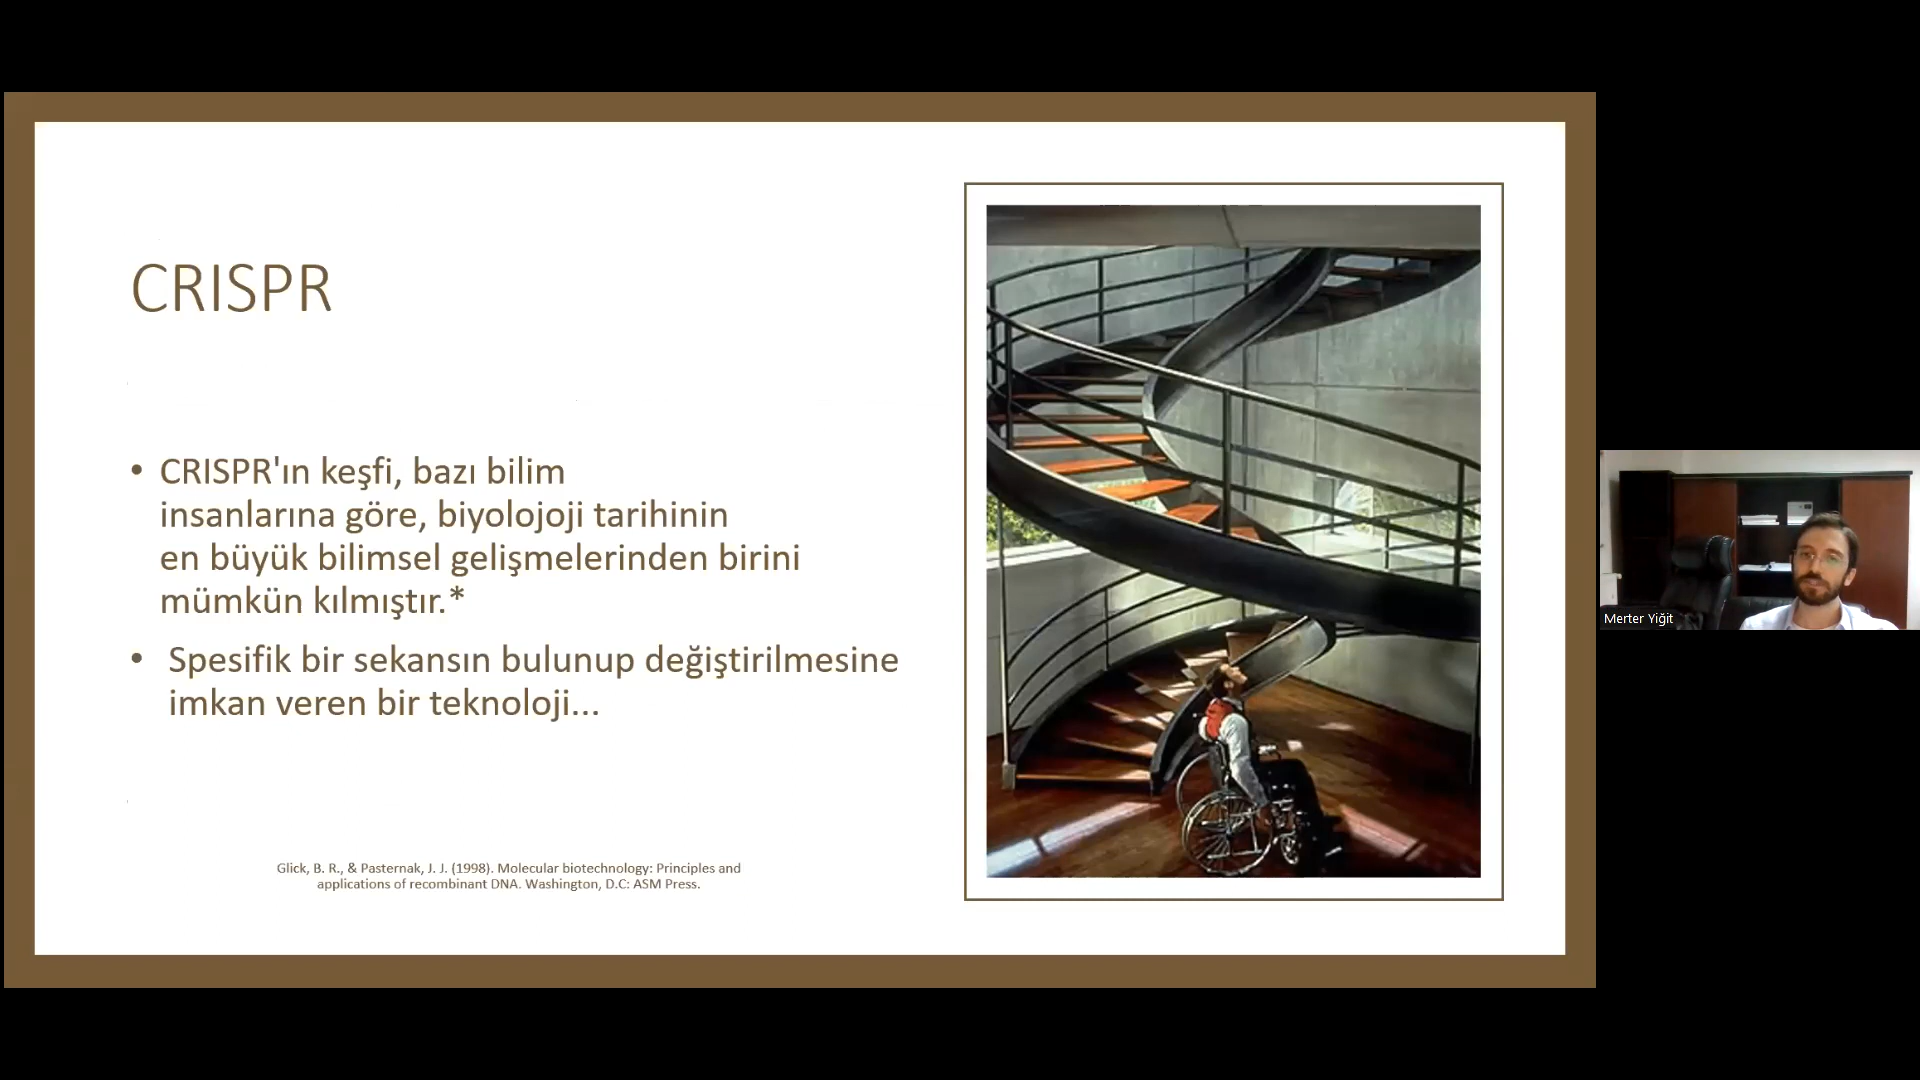 CRISPR
• CRISPR'ın keşfi, bazı bilim
insanlarına göre, biyolojoji tarihinin
en büyük bilimsel gelişmelerinden birini
mümkün kılmıştır.*
• Spesifik bir sekansın bulunup değiştirilmesine
imkan veren bir teknoloji...
Glick, B. R., & Pasternak, J. J. (1998). Molecular biotechnology: Principles and
applications of recombinant DNA. Washington, D.C: ASM Press.
Merter Yiğit